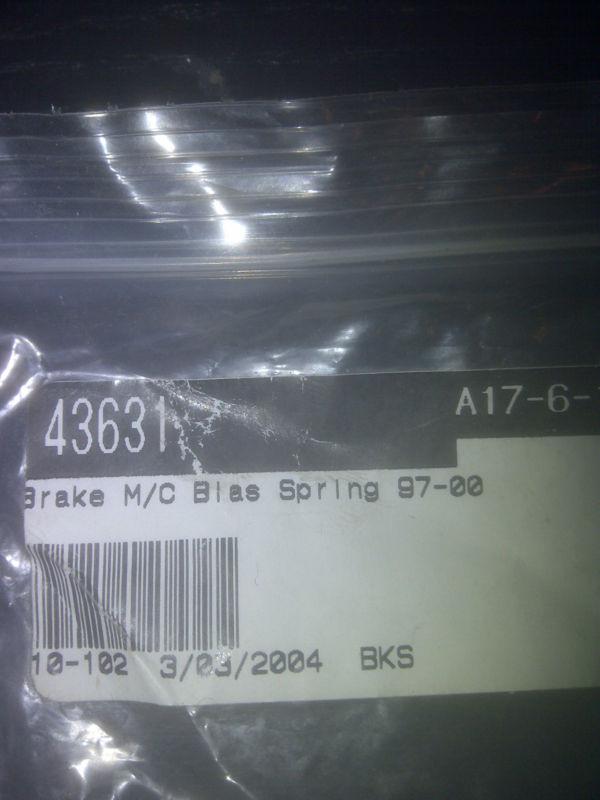 43631
A17-6-
Brake M/C Bias Spring 97-00
10-102 3/03/2004 BKS